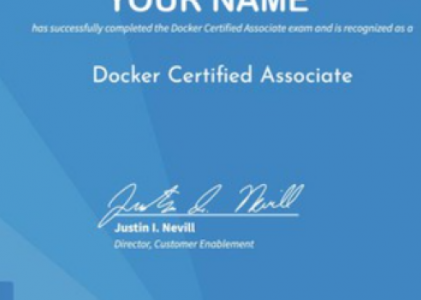 YOUR NAME
has successfully completed the Docker Certified Associate exam and is recognized as a
Docker Certified Associate
Justin I. Nevill
Justin I. Nevill
Director, Customer Enablement